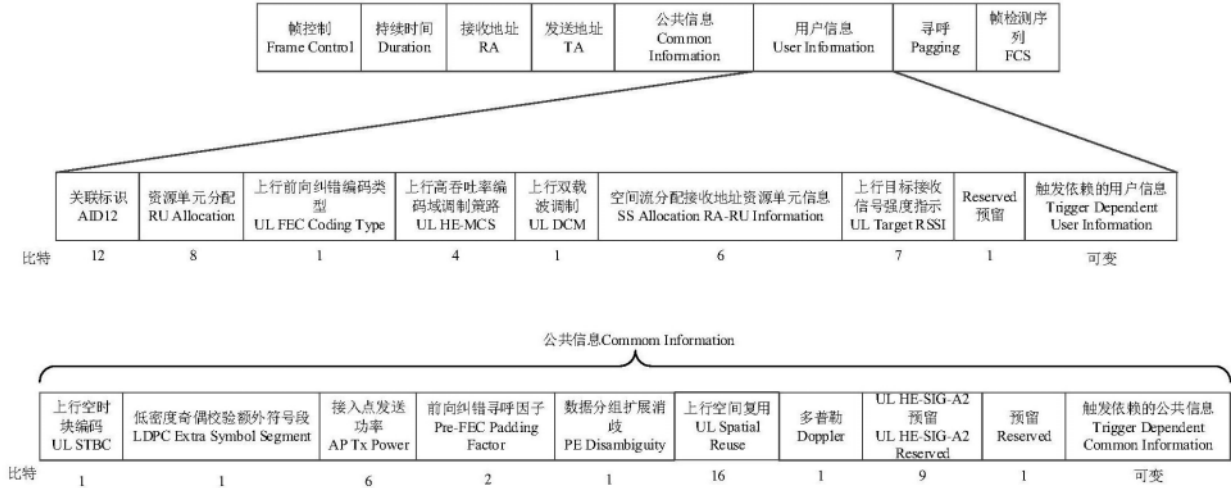 帧控制
Frame Control
持续时间
Duration
接收地址
RA
发送地址
TA
公共信息
Common
Information
用户信息
User Information
寻呼
Pagging
帧检测序
列
FCS
关联标识
AID12
资源单元分配
RU Allocation
上行前向纠错编码类
型
UL FEC Coding Type
上行高吞吐率编
码域调制策略
UL HE-MCS
上行双载
波调制
UL DCM
空间流分配接收地址资源单元信息
SS Allocation RA-RU Information
上行目标接收
信号强度指示
UL Target RSSI
Reserved
预留
触发依赖的用户信息
Trigger Dependent
User Information
比特 12 8 1 4 1 6 7 1 可变
公共信息Commom Information
上行空时
块编码
UL STBC
低密度奇偶校验额外符号段
LDPC Extra Symbol Segment
接入点发送
功率
AP Tx Power
前向纠错寻呼因子
Pre-FEC Padding
Factor
数据分组扩展消
歧
PE Disambiguity
上行空间复用
UL Spatial
Reuse
多普勒
Doppler
UL HE-SIG-A2
预留
UL HE-SIG-A2
Reserved
预留
Reserved
触发依赖的公共信息
Trigger Dependent
Common Information
比特 1 1 6 2 1 16 1 9 1 可变